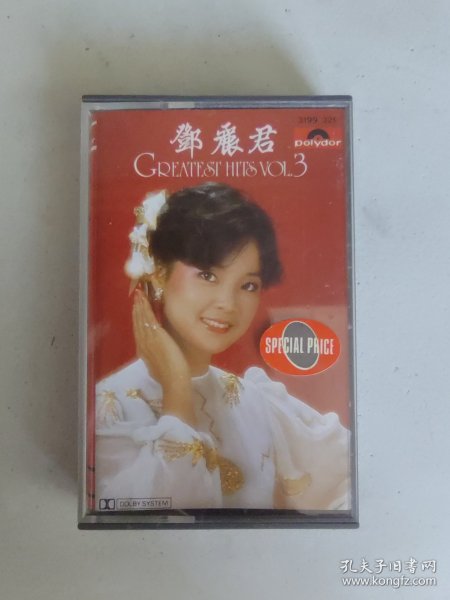 3199 321
polydor
鄧麗君
GREATEST HITS VOL.3
SPECIAL PRICE
DOLBY SYSTEM
孔夫子旧书网
www.kongfz.com